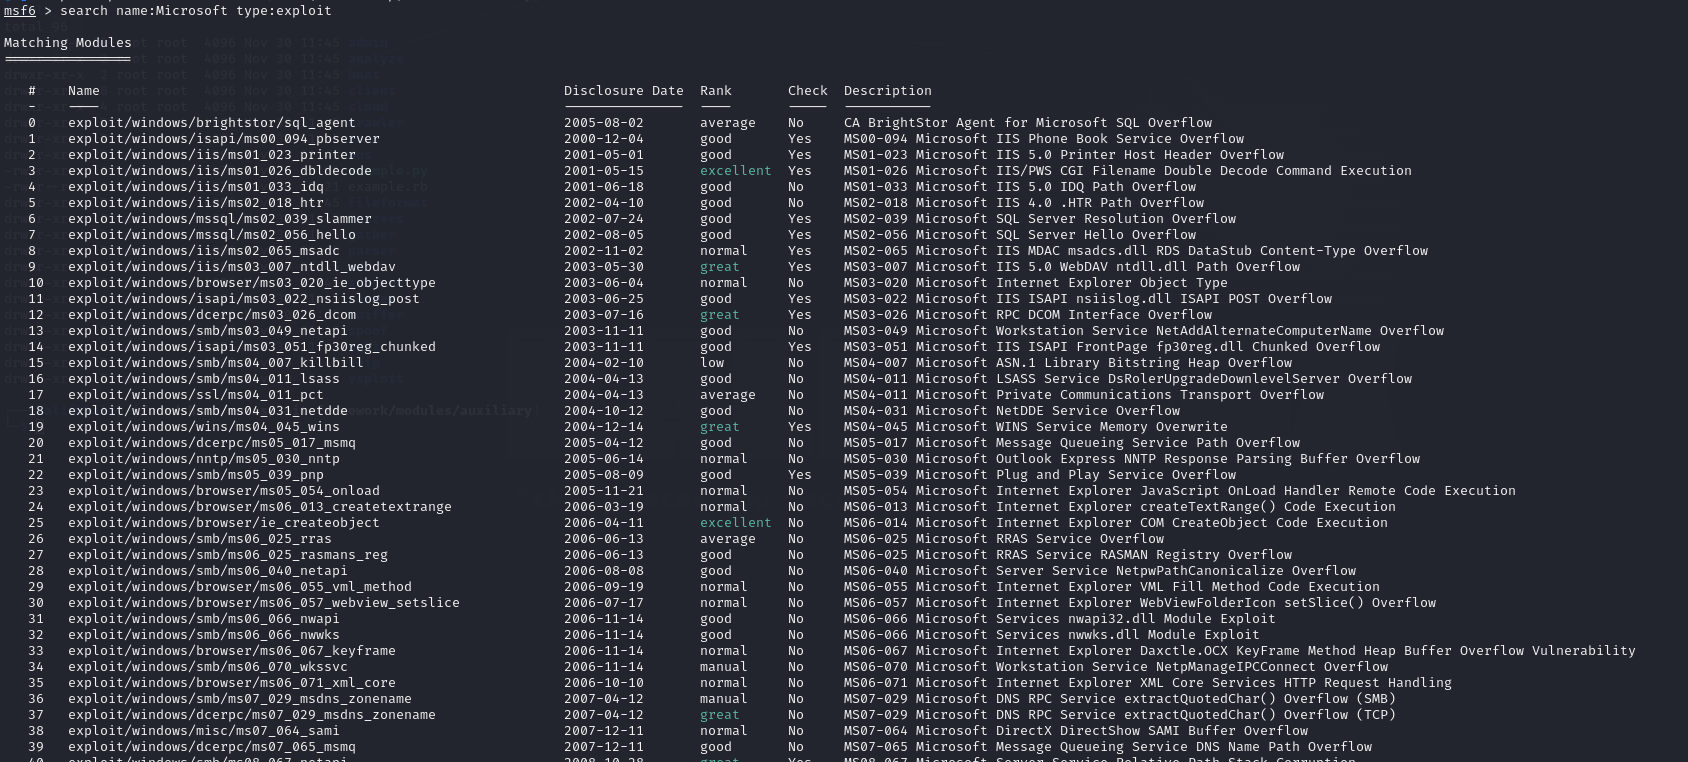 msf6 > search name:Microsoft type:exploit
Matching Modules
================
# Name Disclosure Date Rank Check Description
- ---- --------------- ---- ----- -----------
0 exploit/windows/brightstor/sql_agent 2005-08-02 average No CA BrightStor Agent for Microsoft SQL Overflow
1 exploit/windows/isapi/ms00_094_pbserver 2000-12-04 good Yes MS00-094 Microsoft IIS Phone Book Service Overflow
2 exploit/windows/iis/ms01_023_printer 2001-05-01 good Yes MS01-023 Microsoft IIS 5.0 Printer Host Header Overflow
3 exploit/windows/iis/ms01_026_dbldecode 2001-05-15 excellent Yes MS01-026 Microsoft IIS/PWS CGI Filename Double Decode Command Execution
4 exploit/windows/iis/ms01_033_idq 2001-06-18 good No MS01-033 Microsoft IIS 5.0 IDQ Path Overflow
5 exploit/windows/iis/ms02_018_htr 2002-04-10 good No MS02-018 Microsoft IIS 4.0 .HTR Path Overflow
6 exploit/windows/mssql/ms02_039_slammer 2002-07-24 good Yes MS02-039 Microsoft SQL Server Resolution Overflow
7 exploit/windows/mssql/ms02_056_hello 2002-08-05 good Yes MS02-056 Microsoft SQL Server Hello Overflow
8 exploit/windows/iis/ms02_065_msadc 2002-11-02 normal Yes MS02-065 Microsoft IIS MDAC msadcs.dll RDS DataStub Content-Type Overflow
9 exploit/windows/iis/ms03_007_ntdll_webdav 2003-05-30 great Yes MS03-007 Microsoft IIS 5.0 WebDAV ntdll.dll Path Overflow
10 exploit/windows/browser/ms03_020_ie_objecttype 2003-06-04 normal No MS03-020 Microsoft Internet Explorer Object Type
11 exploit/windows/isapi/ms03_022_nsiislog_post 2003-06-25 good Yes MS03-022 Microsoft IIS ISAPI nsiislog.dll ISAPI POST Overflow
12 exploit/windows/dcerpc/ms03_026_dcom 2003-07-16 great Yes MS03-026 Microsoft RPC DCOM Interface Overflow
13 exploit/windows/smb/ms03_049_netapi 2003-11-11 good No MS03-049 Microsoft Workstation Service NetAddAlternateComputerName Overflow
14 exploit/windows/isapi/ms03_051_fp30reg_chunked 2003-11-11 good Yes MS03-051 Microsoft IIS ISAPI FrontPage fp30reg.dll Chunked Overflow
15 exploit/windows/smb/ms04_007_killbill 2004-02-10 low No MS04-007 Microsoft ASN.1 Library Bitstring Heap Overflow
16 exploit/windows/smb/ms04_011_lsass 2004-04-13 good No MS04-011 Microsoft LSASS Service DsRolerUpgradeDownlevelServer Overflow
17 exploit/windows/ssl/ms04_011_pct 2004-04-13 average No MS04-011 Microsoft Private Communications Transport Overflow
18 exploit/windows/smb/ms04_031_netdde 2004-10-12 good No MS04-031 Microsoft NetDDE Service Overflow
19 exploit/windows/wins/ms04_045_wins 2004-12-14 great Yes MS04-045 Microsoft WINS Service Memory Overwrite
20 exploit/windows/dcerpc/ms05_017_msmq 2005-04-12 good No MS05-017 Microsoft Message Queueing Service Path Overflow
21 exploit/windows/nntp/ms05_030_nntp 2005-06-14 normal No MS05-030 Microsoft Outlook Express NNTP Response Parsing Buffer Overflow
22 exploit/windows/smb/ms05_039_pnp 2005-08-09 good Yes MS05-039 Microsoft Plug and Play Service Overflow
23 exploit/windows/browser/ms05_054_onload 2005-11-21 normal No MS05-054 Microsoft Internet Explorer JavaScript OnLoad Handler Remote Code Execution
24 exploit/windows/browser/ms06_013_createtextrange 2006-03-19 normal No MS06-013 Microsoft Internet Explorer createTextRange() Code Execution
25 exploit/windows/browser/ie_createobject 2006-04-11 excellent No MS06-014 Microsoft Internet Explorer COM CreateObject Code Execution
26 exploit/windows/smb/ms06_025_rras 2006-06-13 average No MS06-025 Microsoft RRAS Service Overflow
27 exploit/windows/smb/ms06_025_rasmans_reg 2006-06-13 good No MS06-025 Microsoft RRAS Service RASMAN Registry Overflow
28 exploit/windows/smb/ms06_040_netapi 2006-08-08 good No MS06-040 Microsoft Server Service NetpwPathCanonicalize Overflow
29 exploit/windows/browser/ms06_055_vml_method 2006-09-19 normal No MS06-055 Microsoft Internet Explorer VML Fill Method Code Execution
30 exploit/windows/browser/ms06_057_webview_setslice 2006-07-17 normal No MS06-057 Microsoft Internet Explorer WebViewFolderIcon setSlice() Overflow
31 exploit/windows/smb/ms06_066_nwapi 2006-11-14 good No MS06-066 Microsoft Services nwapi32.dll Module Exploit
32 exploit/windows/smb/ms06_066_nwwks 2006-11-14 good No MS06-066 Microsoft Services nwwks.dll Module Exploit
33 exploit/windows/browser/ms06_067_keyframe 2006-11-14 normal No MS06-067 Microsoft Internet Explorer Daxctle.OCX KeyFrame Method Heap Buffer Overflow Vulnerability
34 exploit/windows/smb/ms06_070_wkssvc 2006-11-14 manual No MS06-070 Microsoft Workstation Service NetpManageIPCConnect Overflow
35 exploit/windows/browser/ms06_071_xml_core 2006-10-10 normal No MS06-071 Microsoft Internet Explorer XML Core Services HTTP Request Handling
36 exploit/windows/smb/ms07_029_msdns_zonename 2007-04-12 manual No MS07-029 Microsoft DNS RPC Service extractQuotedChar() Overflow (SMB)
37 exploit/windows/dcerpc/ms07_029_msdns_zonename 2007-04-12 great No MS07-029 Microsoft DNS RPC Service extractQuotedChar() Overflow (TCP)
38 exploit/windows/misc/ms07_064_sami 2007-12-11 normal No MS07-064 Microsoft DirectX DirectShow SAMI Buffer Overflow
39 exploit/windows/dcerpc/ms07_065_msmq 2007-12-11 good No MS07-065 Microsoft Message Queueing Service DNS Name Path Overflow
40 exploit/windows/smb/ms08_067_netapi 2008-10-28 great Yes MS08-067 Microsoft Server Service Relative Path Stack Corruption